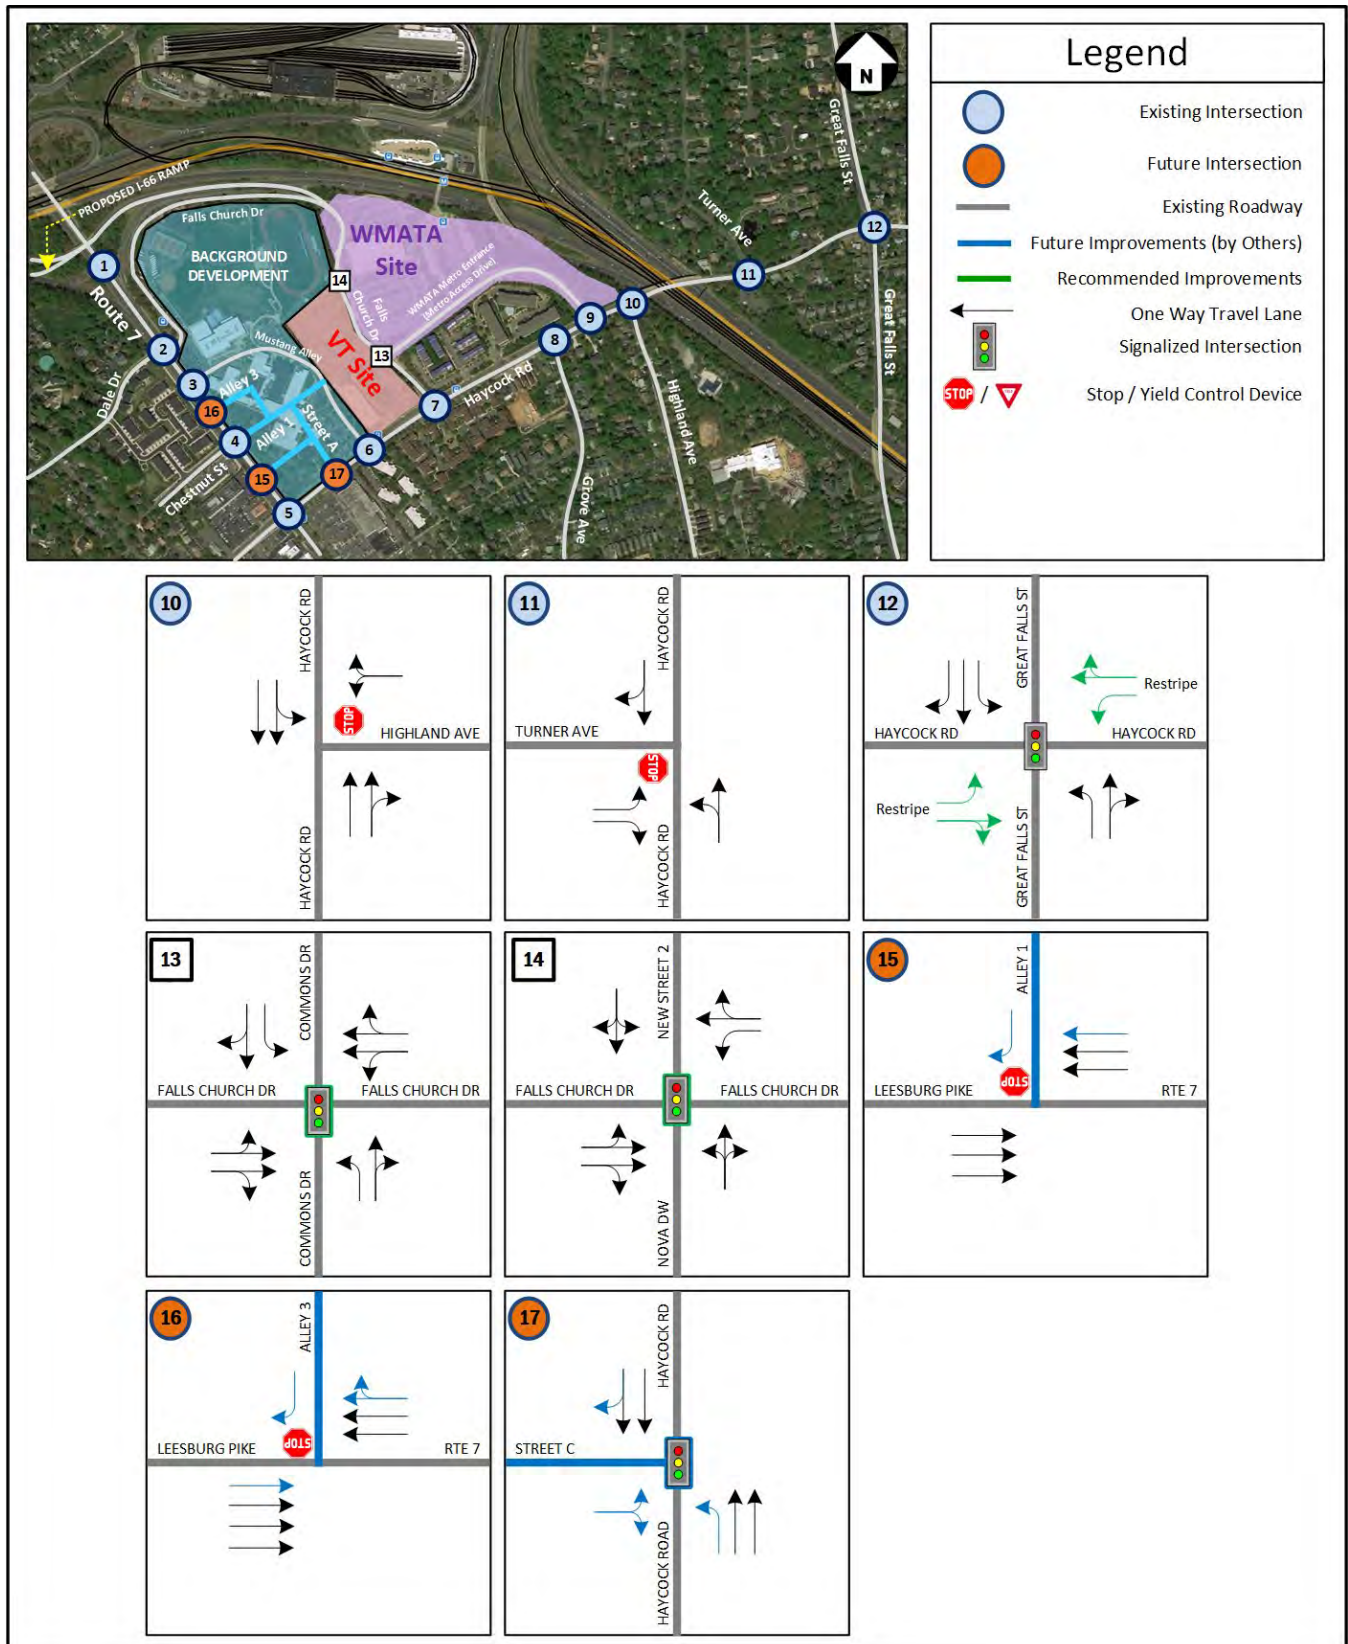 N
PROPOSED I-66 RAMP
Falls Church Dr
BACKGROUND
DEVELOPMENT
WMATA
Site
WMATA Metro Entrance
(Metro Access Drive)
Falls
Church Dr
VT Site
Mustang Alley
Alley 3
Alley 1
Street A
Route 7
Dale Dr
Chestnut St
Haycock Rd
Grove Ave
Highland Ave
Turner Ave
Great Falls St
Great Falls St
1
2
3
16
4
15
5
17
6
7
13
14
8
9
10
11
12
Legend
Existing Intersection
Future Intersection
Existing Roadway
Future Improvements (by Others)
Recommended Improvements
One Way Travel Lane
Signalized Intersection
STOP / Stop / Yield Control Device
10
HAYCOCK RD
STOP
HIGHLAND AVE
HAYCOCK RD
11
HAYCOCK RD
TURNER AVE
STOP
HAYCOCK RD
12
GREAT FALLS ST
Restripe
HAYCOCK RD
HAYCOCK RD
Restripe
GREAT FALLS ST
13
COMMONS DR
FALLS CHURCH DR
FALLS CHURCH DR
COMMONS DR
14
NEW STREET 2
FALLS CHURCH DR
FALLS CHURCH DR
NOVA DW
15
ALLEY 1
STOP
LEESBURG PIKE
RTE 7
16
ALLEY 3
STOP
LEESBURG PIKE
RTE 7
17
HAYCOCK RD
STREET C
HAYCOCK ROAD